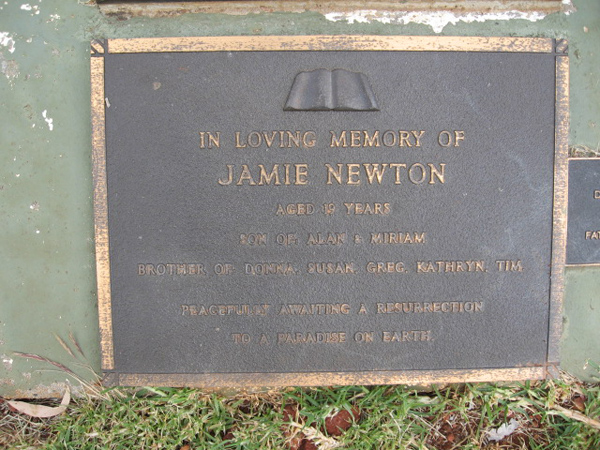 IN LOVING MEMORY OF
JAMIE NEWTON
AGED 19 YEARS
SON OF ALAN & MIRIAM
BROTHER OF DONNA, SUSAN, GREG, KATHRYN, TIM
PEACEFULLY AWAITING A RESURRECTION
TO A PARADISE ON EARTH.